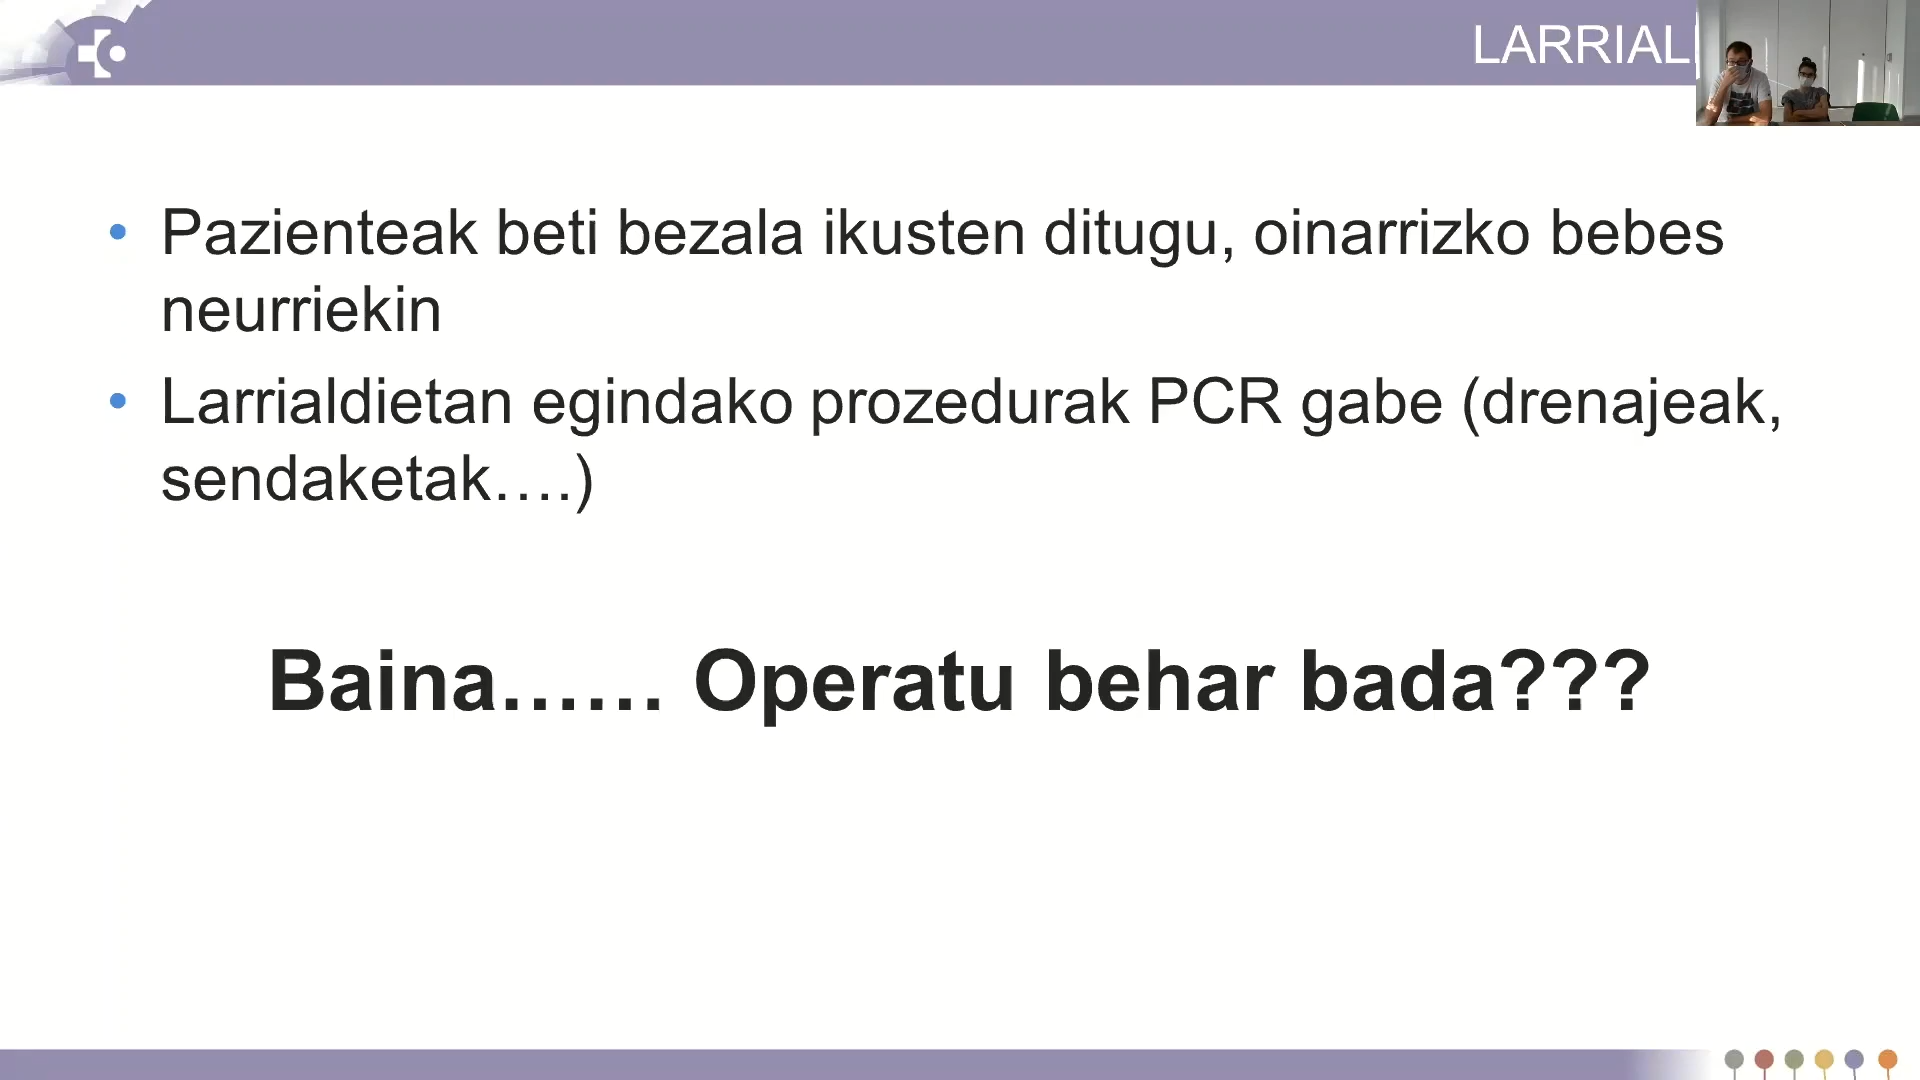 LARRIAL
• Pazienteak beti bezala ikusten ditugu, oinarrizko bebes
neurriekin
• Larrialdietan egindako prozedurak PCR gabe (drenajeak,
sendaketak….)
Baina…… Operatu behar bada???